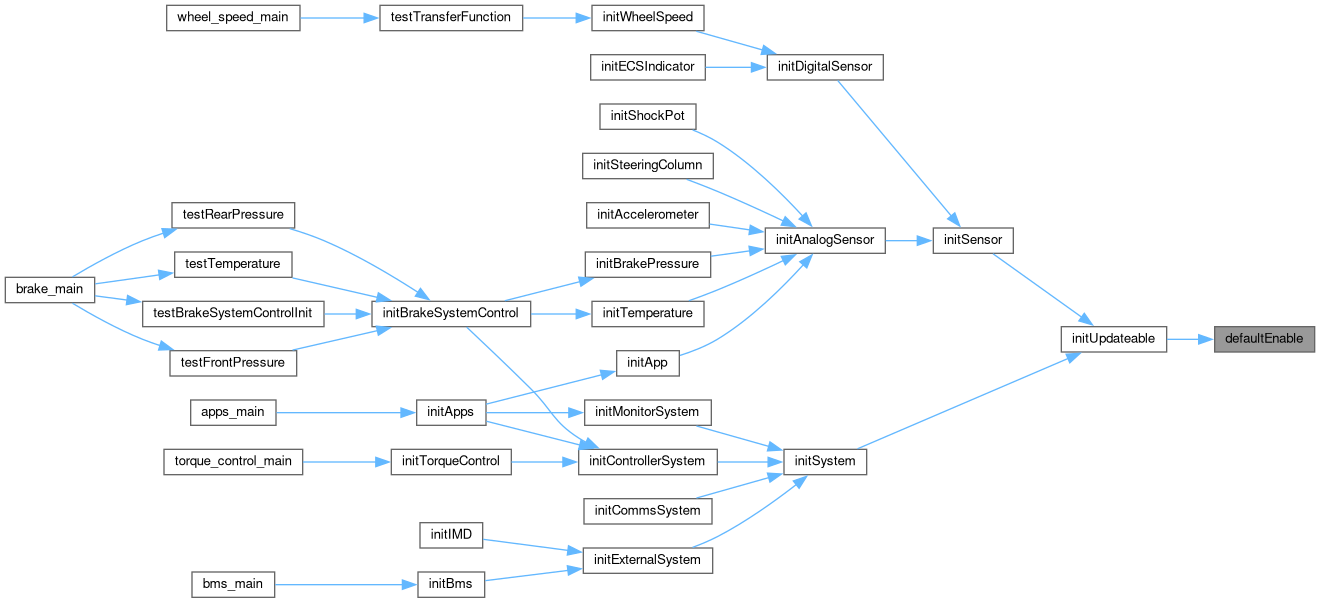 wheel_speed_main
testTransferFunction
initWheelSpeed
initECSIndicator
initDigitalSensor
initShockPot
initSteeringColumn
initAccelerometer
initAnalogSensor
initSensor
initBrakePressure
initTemperature
initApp
testRearPressure
testTemperature
brake_main
testBrakeSystemControlInit
initBrakeSystemControl
testFrontPressure
initUpdateable
defaultEnable
apps_main
initApps
initMonitorSystem
torque_control_main
initTorqueControl
initControllerSystem
initSystem
initCommsSystem
initIMD
initExternalSystem
bms_main
initBms